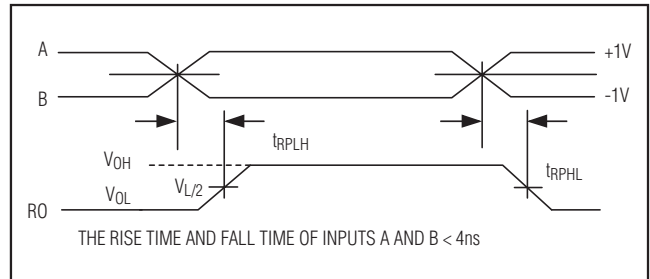 A
+1V
B
-1V
tRPLH
VOH
tRPHL
VL/2
VOL
RO
THE RISE TIME AND FALL TIME OF INPUTS A AND B < 4ns